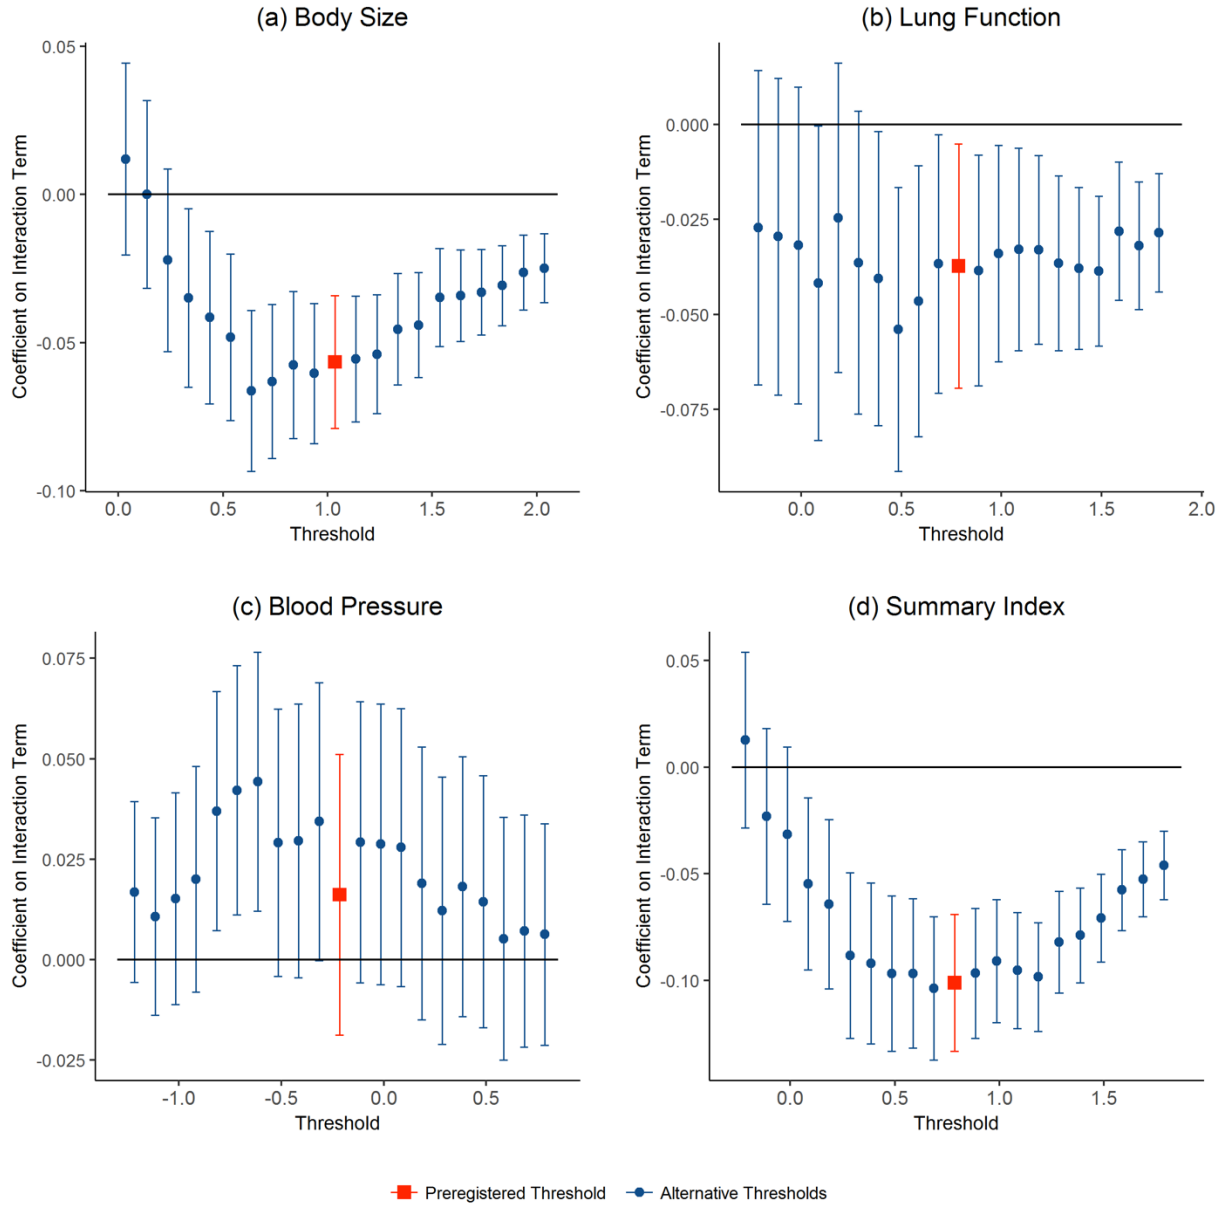 (a) Body Size
0.05
0.00
-0.05
-0.10
Coefficient on Interaction Term
0.0 0.5 1.0 1.5 2.0
Threshold
(b) Lung Function
0.000
-0.025
-0.050
-0.075
Coefficient on Interaction Term
0.0 0.5 1.0 1.5 2.0
Threshold
(c) Blood Pressure
0.075
0.050
0.025
0.000
-0.025
Coefficient on Interaction Term
-1.0 -0.5 0.0 0.5
Threshold
(d) Summary Index
0.05
0.00
-0.05
-0.10
Coefficient on Interaction Term
0.0 0.5 1.0 1.5
Threshold
Preregistered Threshold Alternative Thresholds